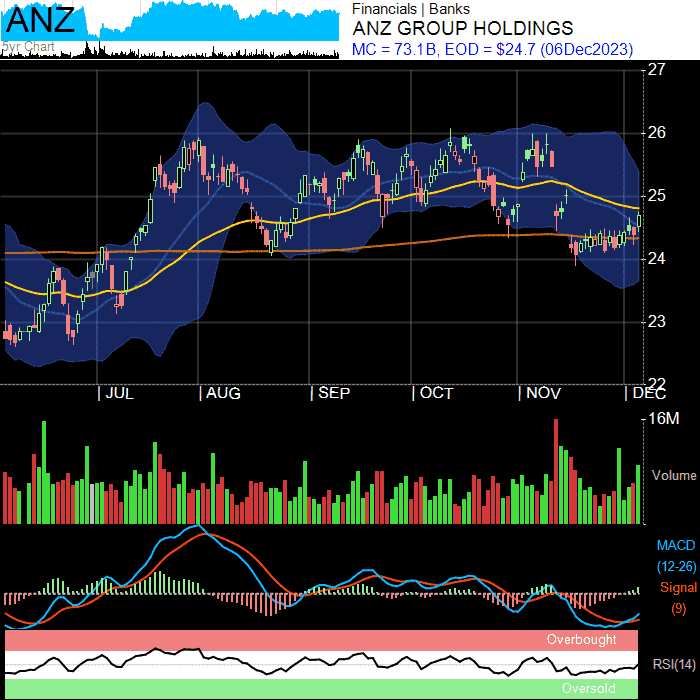 ANZ
5yr Chart
Financials | Banks
ANZ GROUP HOLDINGS
MC = 73.1B, EOD = $24.7 (06Dec2023)
27
26
25
24
23
22
| JUL | AUG | SEP | OCT | NOV | DEC
16M
Volume
MACD
(12-26)
Signal
(9)
Overbought
RSI(14)
Oversold